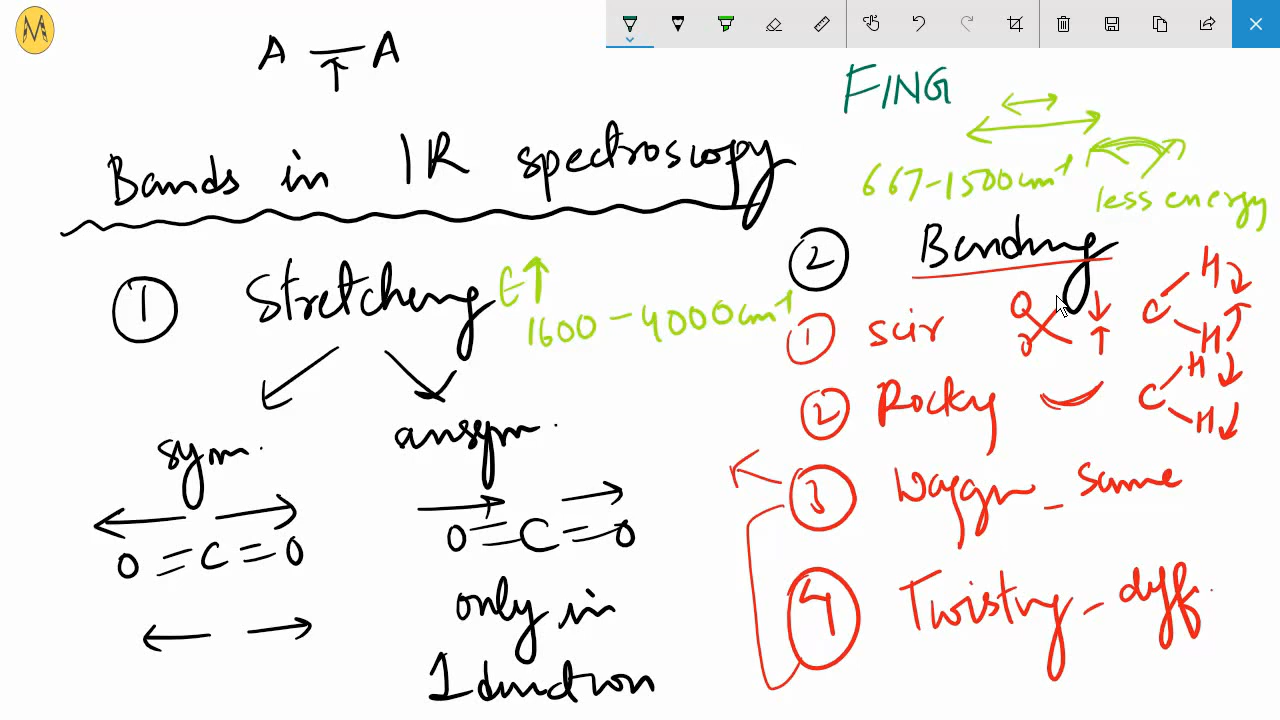 M
A — A
Bands in IR spectroscopy
① Stretching E↑
1600 - 4000cm⁻¹
sym.
O = C = O
ansym.
O = C = O
only in
1 direction
FING
667-1500cm⁻¹
less energy
② Bending
① scir C H H
② Rocky C H H
③ Waggn - Same
④ Twisting - diff.